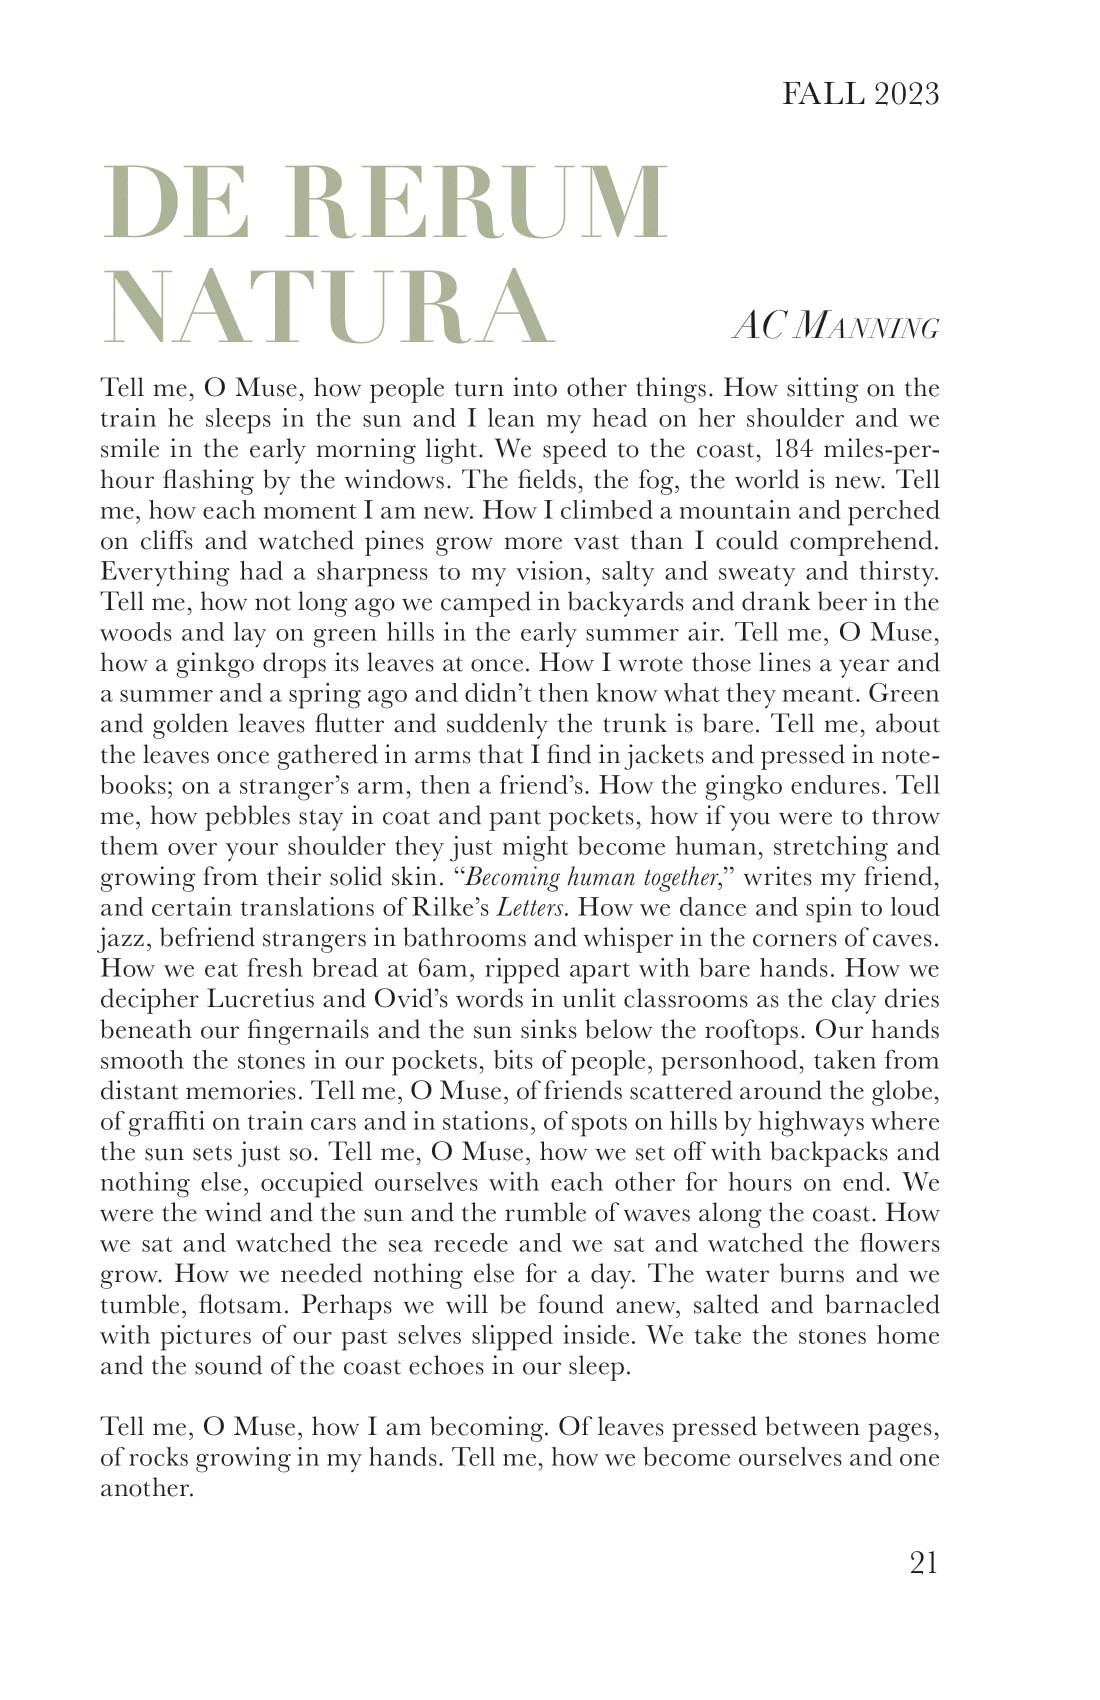 FALL 2023
DE RERUM
NATURA
AC MANNING
Tell me, O Muse, how people turn into other things. How sitting on the
train he sleeps in the sun and I lean my head on her shoulder and we
smile in the early morning light. We speed to the coast, 184 miles-per-
hour flashing by the windows. The fields, the fog, the world is new. Tell
me, how each moment I am new. How I climbed a mountain and perched
on cliffs and watched pines grow more vast than I could comprehend.
Everything had a sharpness to my vision, salty and sweaty and thirsty.
Tell me, how not long ago we camped in backyards and drank beer in the
woods and lay on green hills in the early summer air. Tell me, O Muse,
how a ginkgo drops its leaves at once. How I wrote those lines a year and
a summer and a spring ago and didn’t then know what they meant. Green
and golden leaves flutter and suddenly the trunk is bare. Tell me, about
the leaves once gathered in arms that I find in jackets and pressed in note-
books; on a stranger’s arm, then a friend’s. How the gingko endures. Tell
me, how pebbles stay in coat and pant pockets, how if you were to throw
them over your shoulder they just might become human, stretching and
growing from their solid skin. “Becoming human together,” writes my friend,
and certain translations of Rilke’s Letters. How we dance and spin to loud
jazz, befriend strangers in bathrooms and whisper in the corners of caves.
How we eat fresh bread at 6am, ripped apart with bare hands. How we
decipher Lucretius and Ovid’s words in unlit classrooms as the clay dries
beneath our fingernails and the sun sinks below the rooftops. Our hands
smooth the stones in our pockets, bits of people, personhood, taken from
distant memories. Tell me, O Muse, of friends scattered around the globe,
of graffiti on train cars and in stations, of spots on hills by highways where
the sun sets just so. Tell me, O Muse, how we set off with backpacks and
nothing else, occupied ourselves with each other for hours on end. We
were the wind and the sun and the rumble of waves along the coast. How
we sat and watched the sea recede and we sat and watched the flowers
grow. How we needed nothing else for a day. The water burns and we
tumble, flotsam. Perhaps we will be found anew, salted and barnacled
with pictures of our past selves slipped inside. We take the stones home
and the sound of the coast echoes in our sleep.
Tell me, O Muse, how I am becoming. Of leaves pressed between pages,
of rocks growing in my hands. Tell me, how we become ourselves and one
another.
21